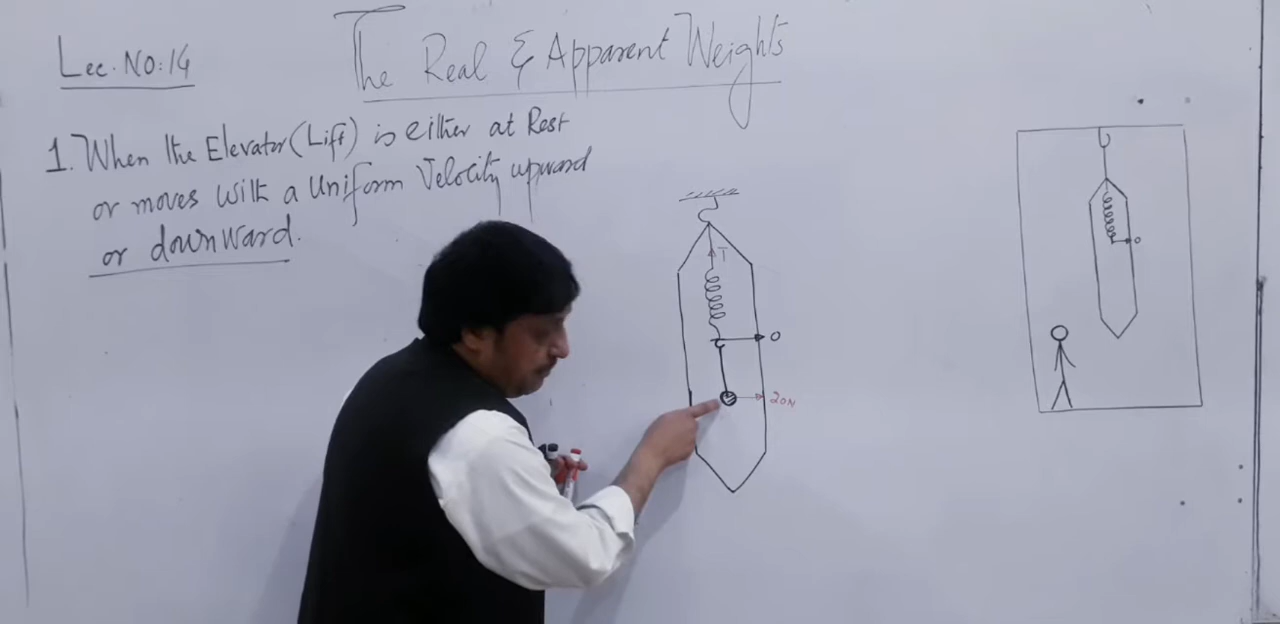 Lec. No:14
The Real & Apparent Weights
1. When the Elevator (Lift) is either at Rest
or moves with a Uniform Velocity upward
or downward.
T
0
20N
0